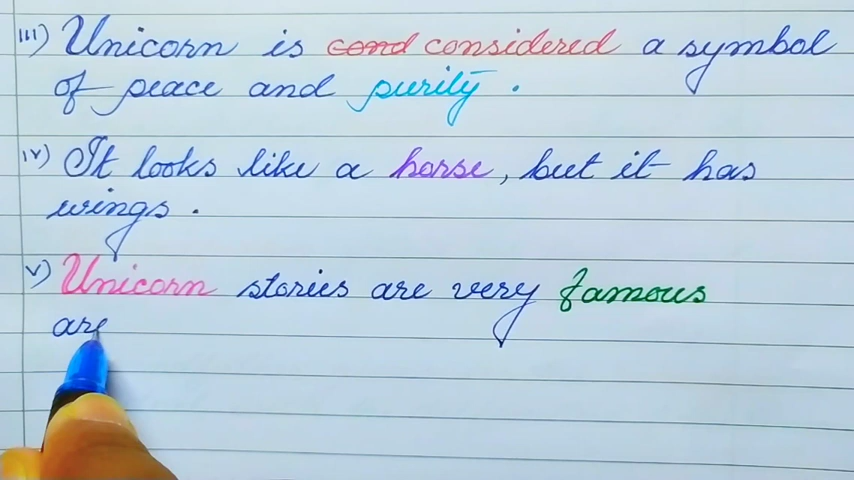 iii) Unicorn is cond considered a symbol
of peace and purity.
iv) It looks like a horse, but it has
wings.
v) Unicorn stories are very famous
are